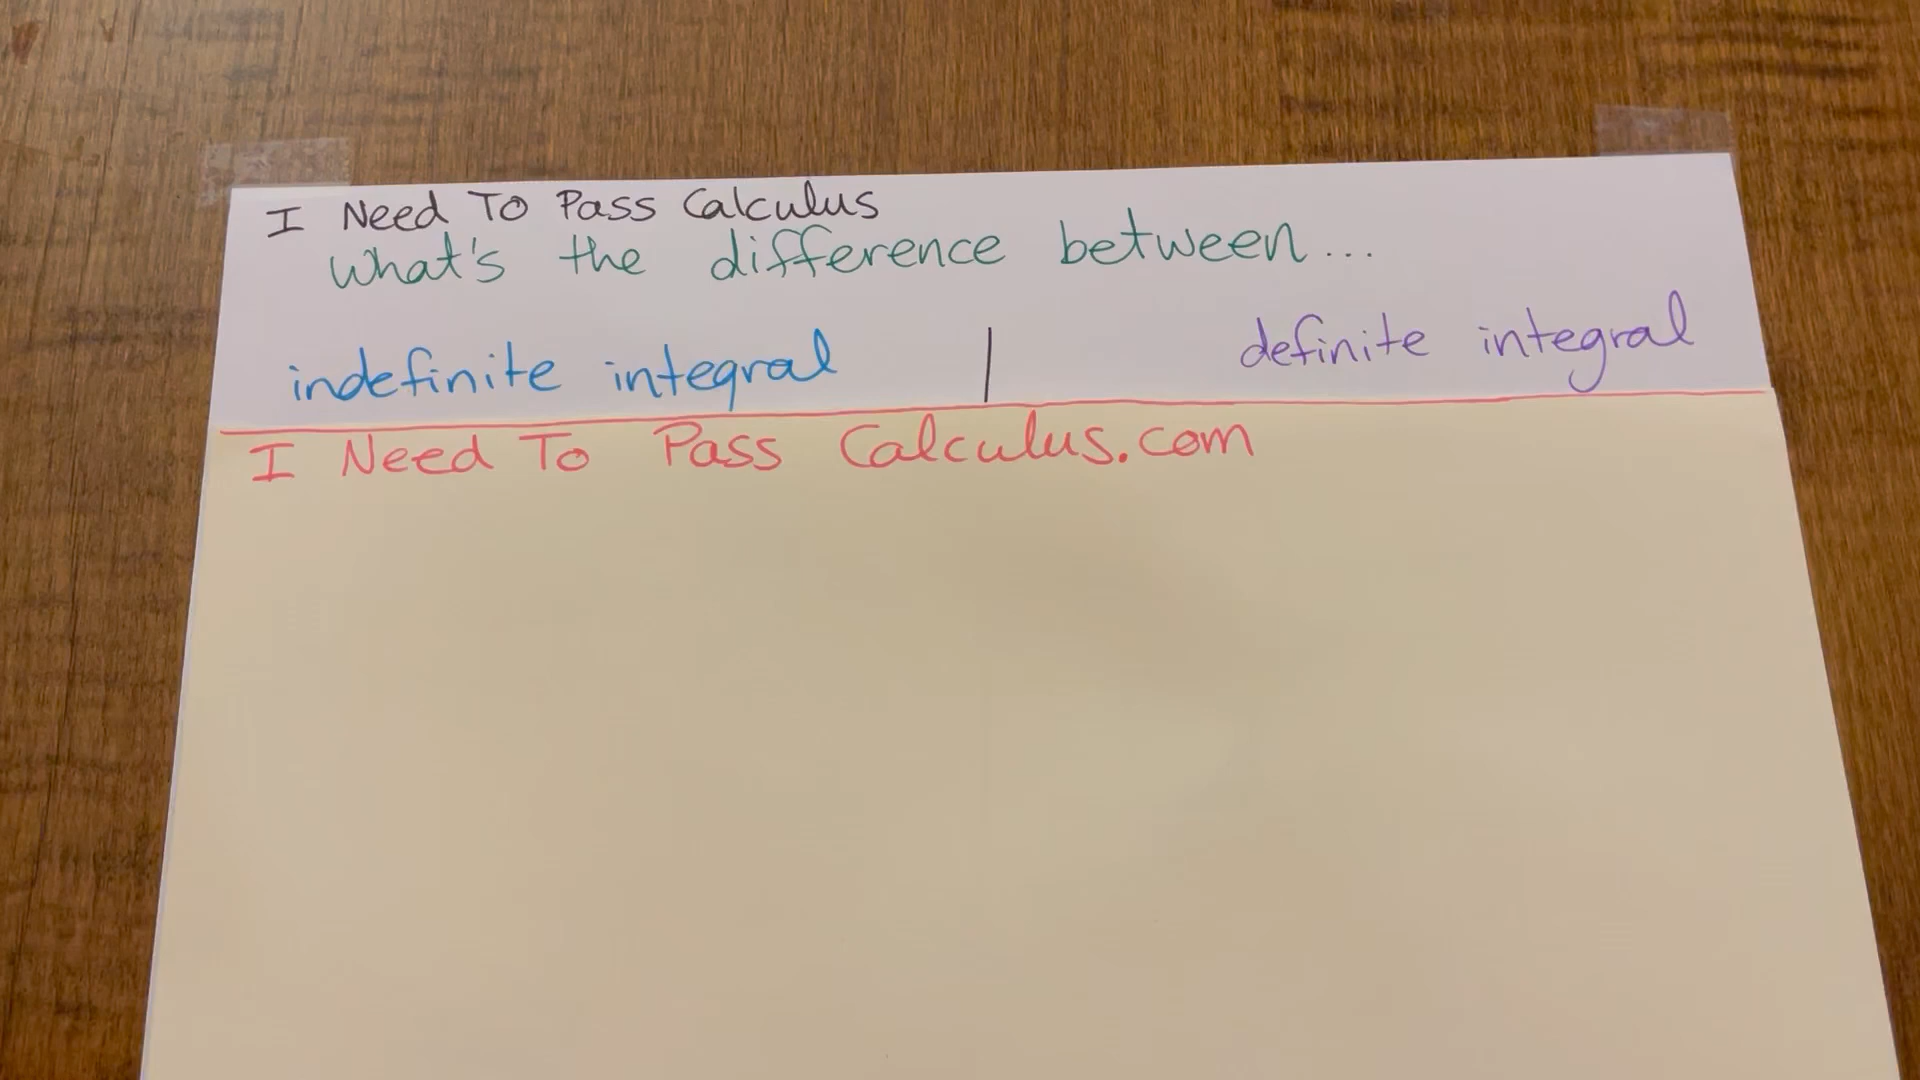 I Need To Pass Calculus
What's the difference between...
indefinite integral | definite integral
I Need To Pass Calculus.com